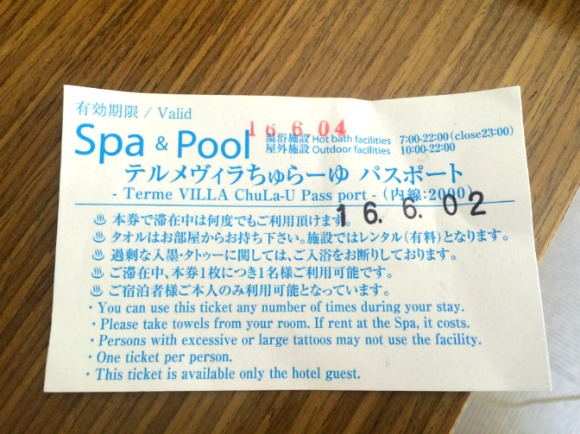 有効期限 / Valid
16.6.04
Spa & Pool 温浴施設 Hot bath facilities 7:00-22:00(close23:00)
屋外施設 Outdoor facilities 10:00-22:00
テルメヴィラちゅらーゆ パスポート
- Terme VILLA ChuLa-U Pass port - (内線:2000)
16.6.02
♨ 本券で滞在中は何度でもご利用頂けます。
♨ タオルはお部屋からお持ち下さい。施設ではレンタル(有料)となります。
♨ 過剰な入墨・タトゥーに関しては、ご入浴をお断りしております。
♨ ご滞在中、本券1枚につき1名様ご利用可能です。
♨ ご宿泊者様ご本人のみ利用可能となっています。
・You can use this ticket any number of times during your stay.
・Please take towels from your room. If rent at the Spa, it costs.
・Persons with excessive or large tattoos may not use the facility.
・One ticket per person.
・This ticket is available only the hotel guest.